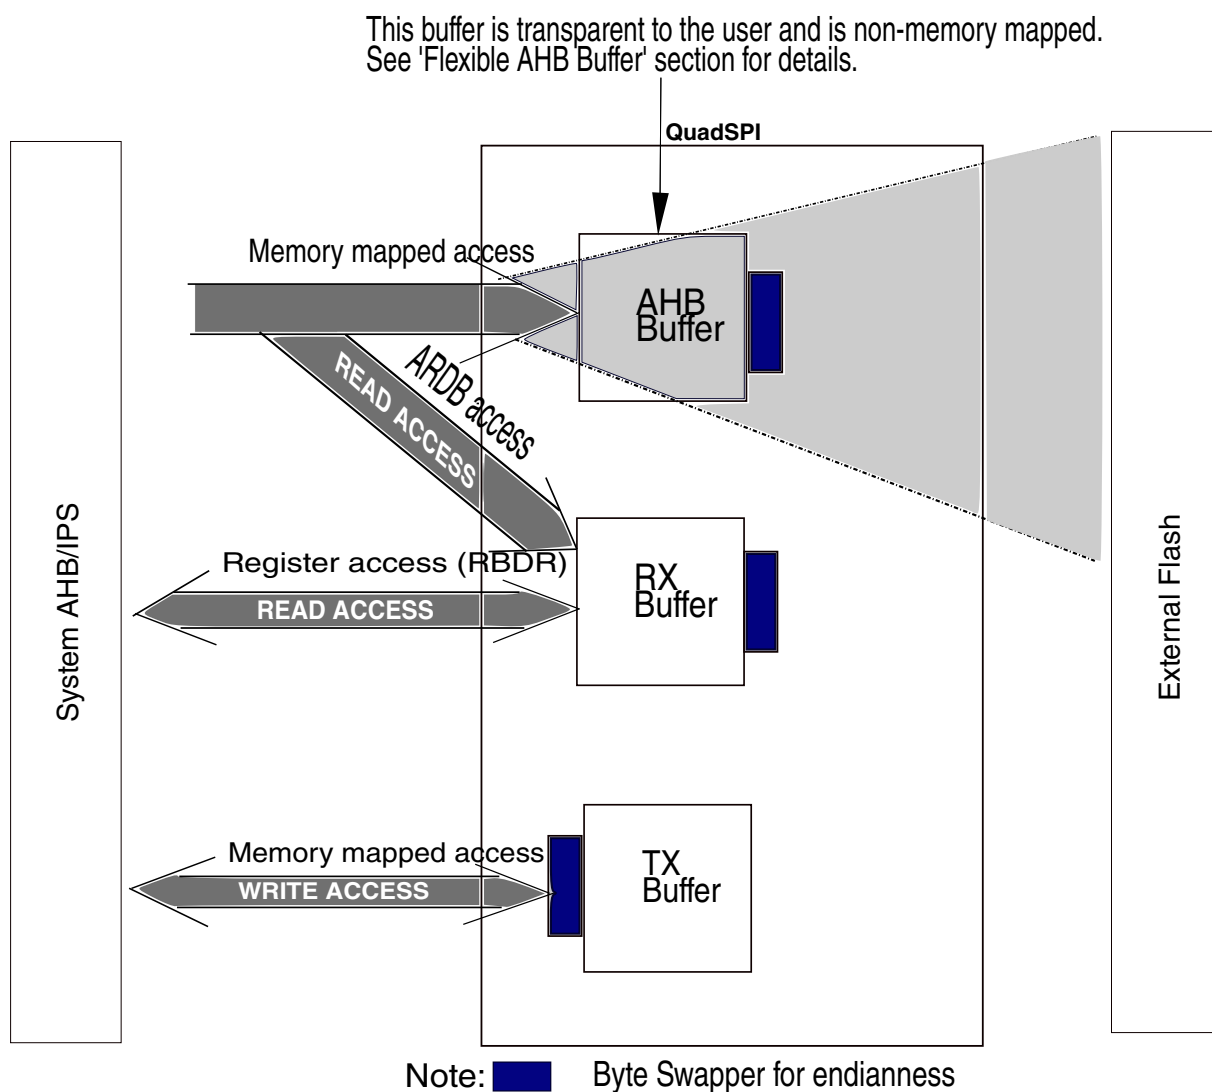 This buffer is transparent to the user and is non-memory mapped.
See 'Flexible AHB Buffer' section for details.
QuadSPI
Memory mapped access
AHB
Buffer
ARDB access
READ ACCESS
System AHB/IPS
External Flash
Register access (RBDR)
READ ACCESS
RX
Buffer
Memory mapped access
WRITE ACCESS
TX
Buffer
Note:
Byte Swapper for endianness